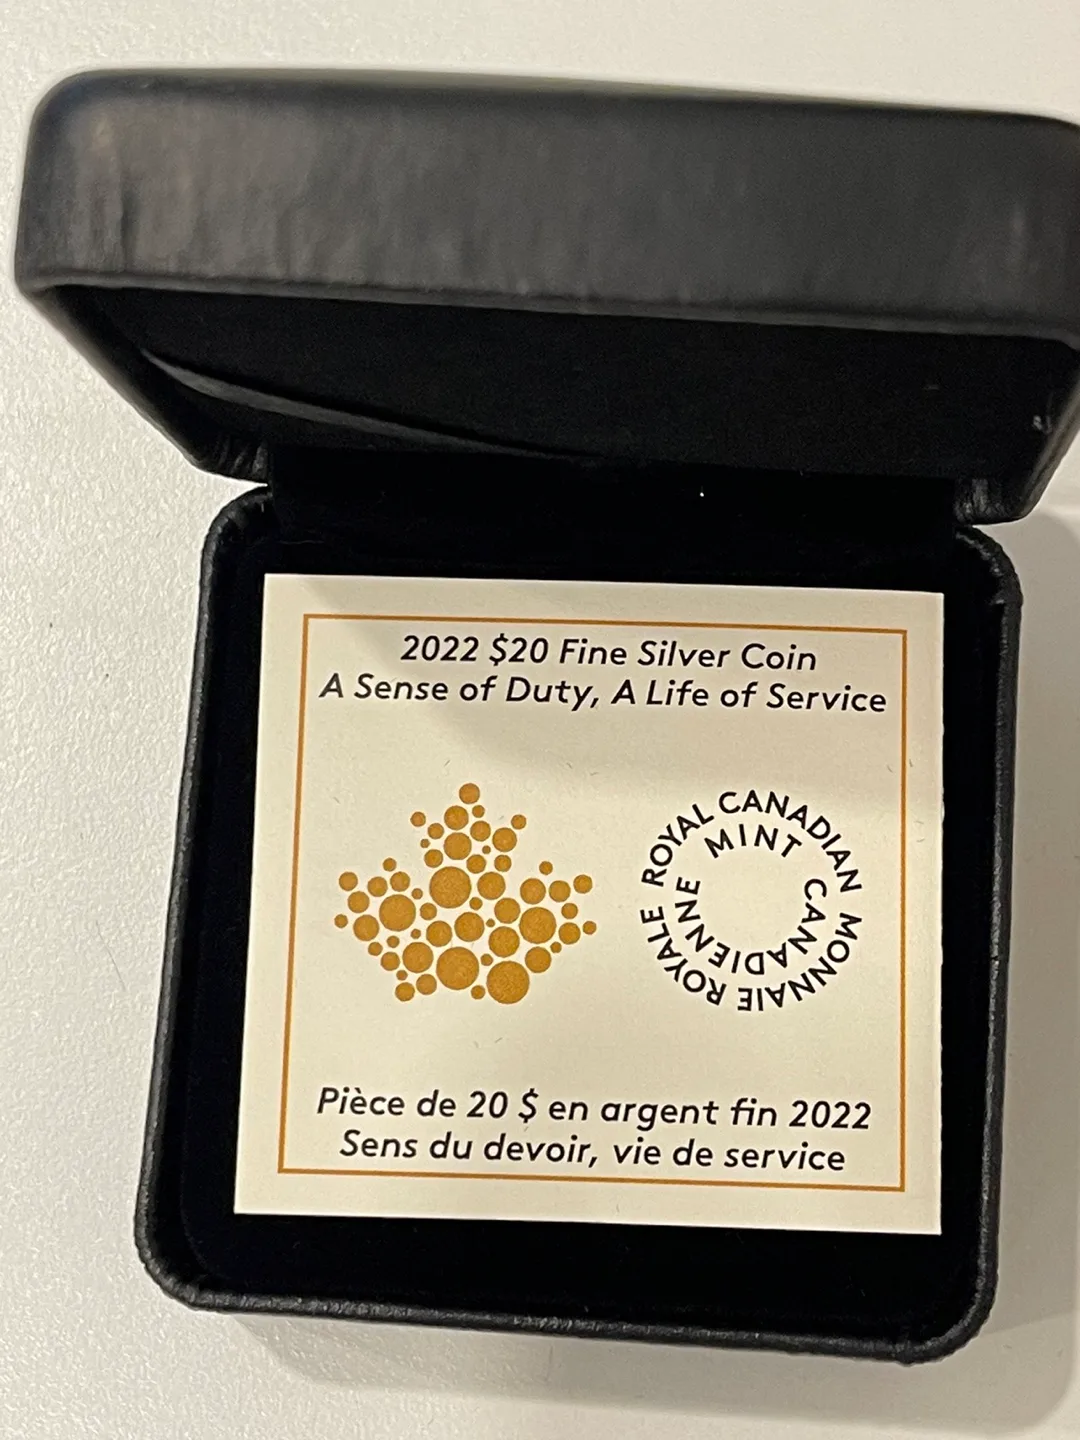 2022 $20 Fine Silver Coin
A Sense of Duty, A Life of Service
ROYAL CANADIAN
MINT
MONNAIE ROYALE
CANADIENNE
Pièce de 20 $ en argent fin 2022
Sens du devoir, vie de service